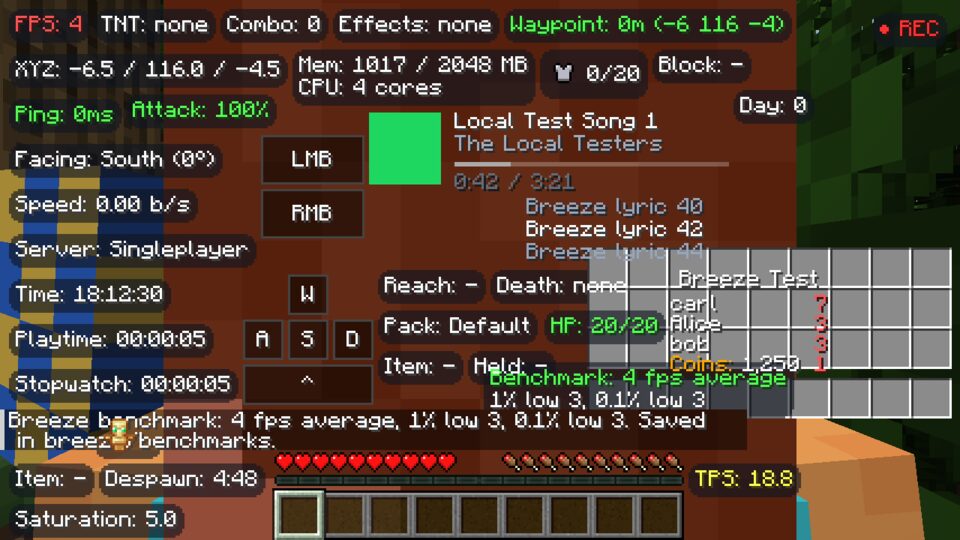 FPS: 4 TNT: none Combo: 0 Effects: none Waypoint: 0m (-6 116 -4) REC
XYZ: -6.5 / 116.0 / -4.5
Mem: 1017 / 2048 MB
CPU: 4 cores
0/20
Block: -
Day: 0
Ping: 0ms
Attack: 100%
Local Test Song 1
The Local Testers
0:42 / 3:21
Breeze lyric 40
Breeze lyric 42
Breeze lyric 44
Facing: South (0°)
LMB
Speed: 0.00 b/s
RMB
Server: Singleplayer
Time: 18:12:30
W
A S D
^
Reach: - Death: none
Pack: Default HP: 20/20
Item: - Held: -
Breeze Test
carl 7
Alice 3
bob 3
Coins: 1,250 1
Playtime: 00:00:05
Stopwatch: 00:00:05
Benchmark: 4 fps average
1% low 3, 0.1% low 3
Breeze benchmark: 4 fps average, 1% low 3, 0.1% low 3. Saved
in breeze/benchmarks.
Item: - Despawn: 4:48
TPS: 18.8
Saturation: 5.0